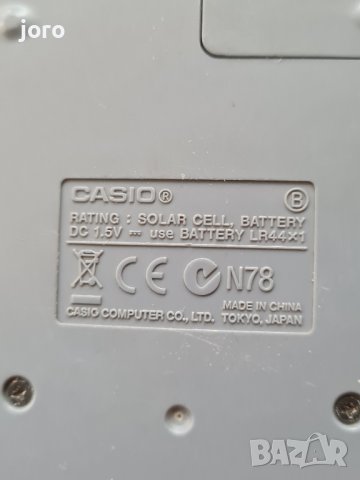 joro
CASIO® Ⓑ
RATING : SOLAR CELL, BATTERY
DC 1.5V ⎓ use BATTERY LR44×1
CE N78
MADE IN CHINA
CASIO COMPUTER CO., LTD. TOKYO, JAPAN
BAZAR